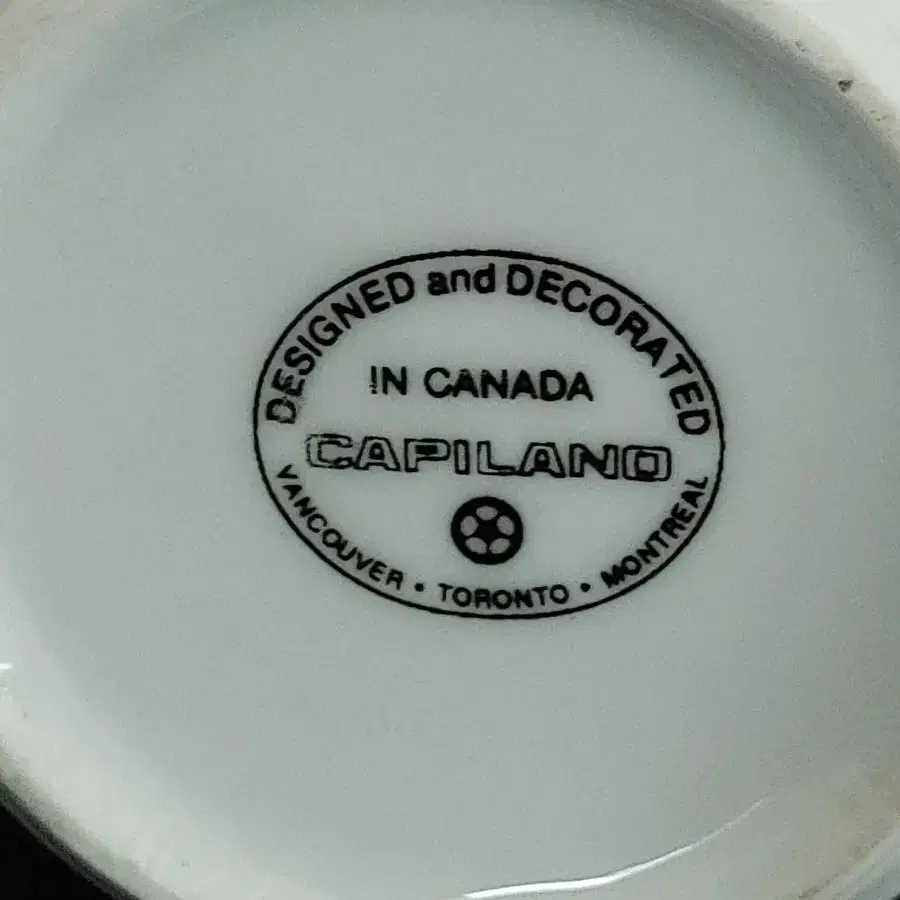 DESIGNED and DECORATED
IN CANADA
CAPILANO
VANCOUVER • TORONTO • MONTREAL